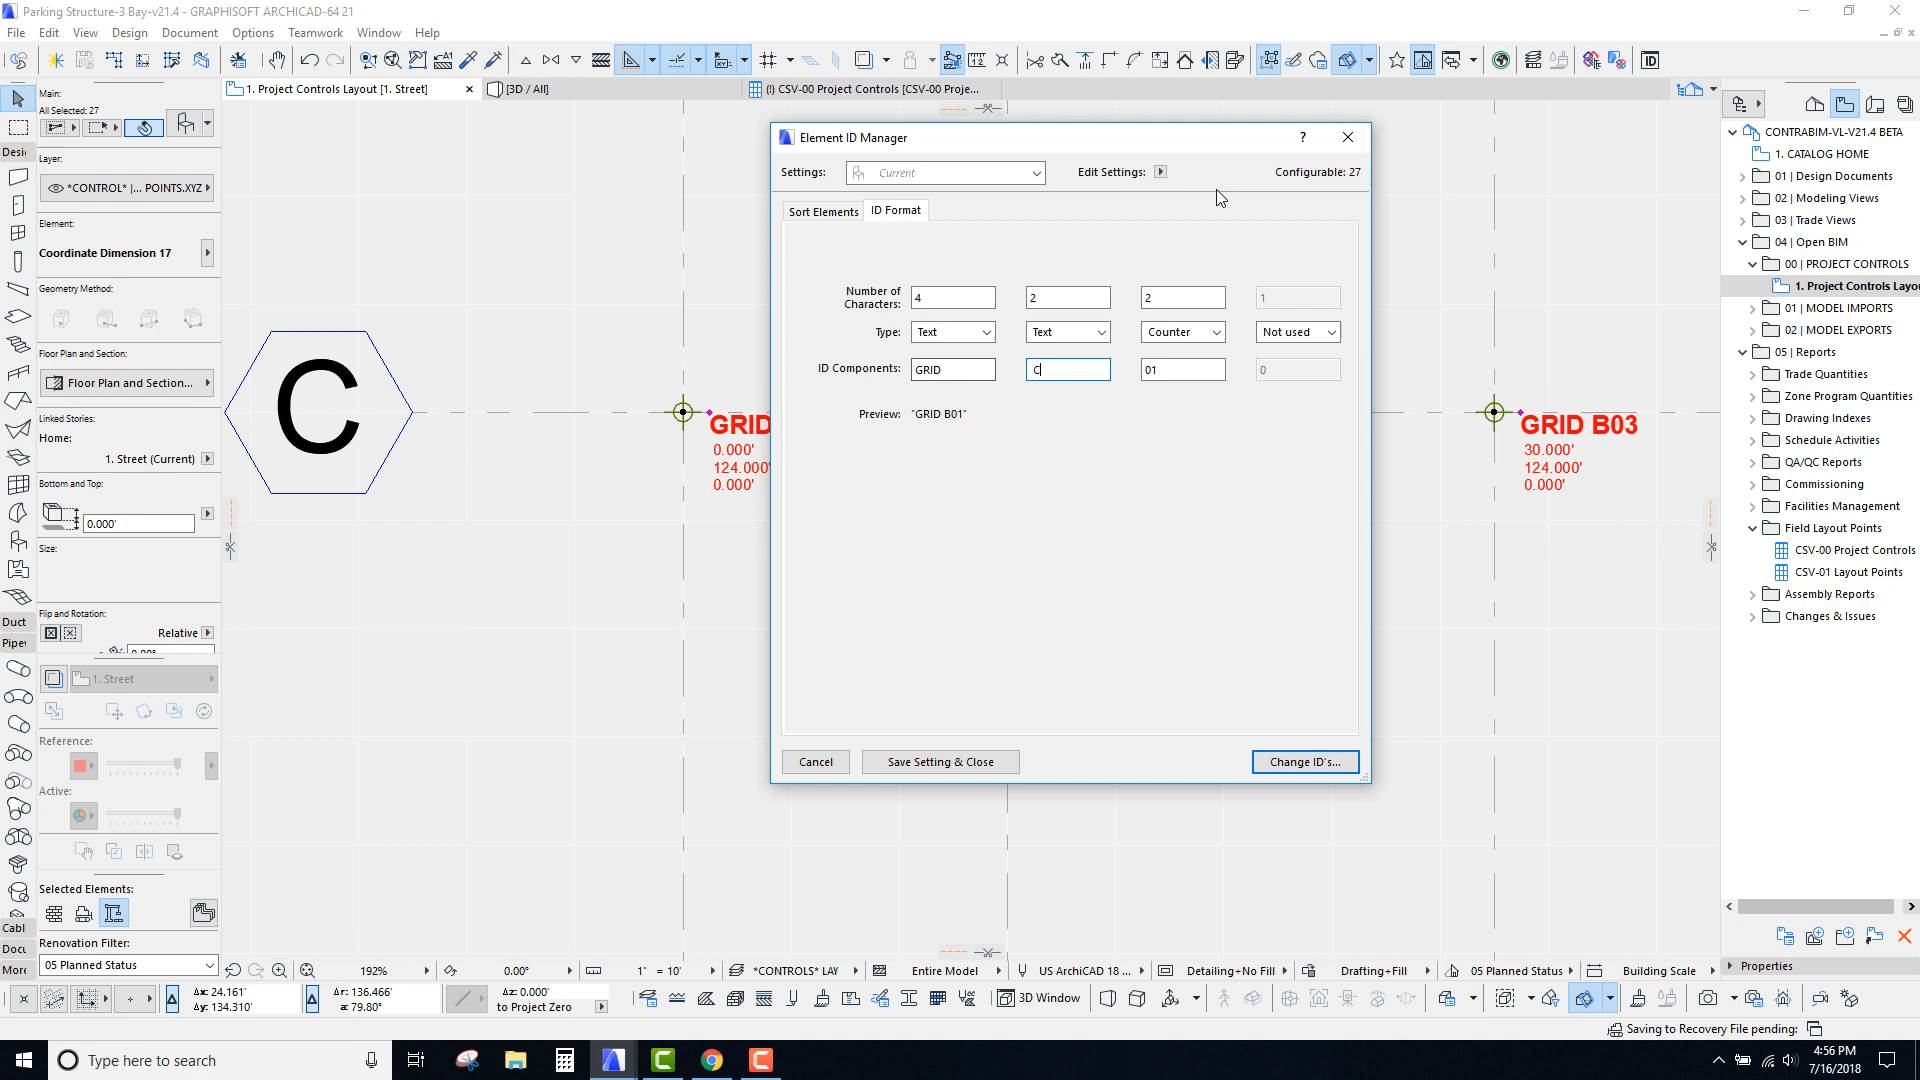 Parking Structure-3 Bay-v21.4 - GRAPHISOFT ARCHICAD-64 21
File Edit View Design Document Options Teamwork Window Help
1. Project Controls Layout [1. Street]
[3D / All]
(!) CSV-00 Project Controls [CSV-00 Proje...
Main:
All Selected: 27
Desi
Layer:
*CONTROL* |... POINTS.XYZ
Element:
Coordinate Dimension 17
Geometry Method:
Floor Plan and Section:
Floor Plan and Section...
Linked Stories:
Home:
1. Street (Current)
Bottom and Top:
0.000'
Size:
Flip and Rotation:
Duct
Relative
Pipe
0.00°
1. Street
Reference:
Active:
Selected Elements:
Cabl
Renovation Filter:
Docu
05 Planned Status
More
C
GRID
0.000'
124.000'
0.000'
GRID B03
30.000'
124.000'
0.000'
Element ID Manager
?
Settings:
Current
Edit Settings:
Configurable: 27
Sort Elements
ID Format
Number of
Characters:
4 2 2 1
Type:
Text Text Counter Not used
ID Components:
GRID C 01 0
Preview: "GRID B01"
Cancel
Save Setting & Close
Change ID's...
CONTRABIM-VL-V21.4 BETA
1. CATALOG HOME
01 | Design Documents
02 | Modeling Views
03 | Trade Views
04 | Open BIM
00 | PROJECT CONTROLS
1. Project Controls Layou
01 | MODEL IMPORTS
02 | MODEL EXPORTS
05 | Reports
Trade Quantities
Zone Program Quantities
Drawing Indexes
Schedule Activities
QA/QC Reports
Commissioning
Facilities Management
Field Layout Points
CSV-00 Project Controls
CSV-01 Layout Points
Assembly Reports
Changes & Issues
Properties
192%
0.00°
1" = 10'
*CONTROLS* LAY
Entire Model
US ArchiCAD 18 ...
Detailing+No Fill
Drafting+Fill
05 Planned Status
Building Scale
Δx: 24.161'
Δy: 134.310'
Δr: 136.466'
a: 79.80°
Δz: 0.000'
to Project Zero
3D Window
Saving to Recovery File pending:
Type here to search
4:56 PM
7/16/2018